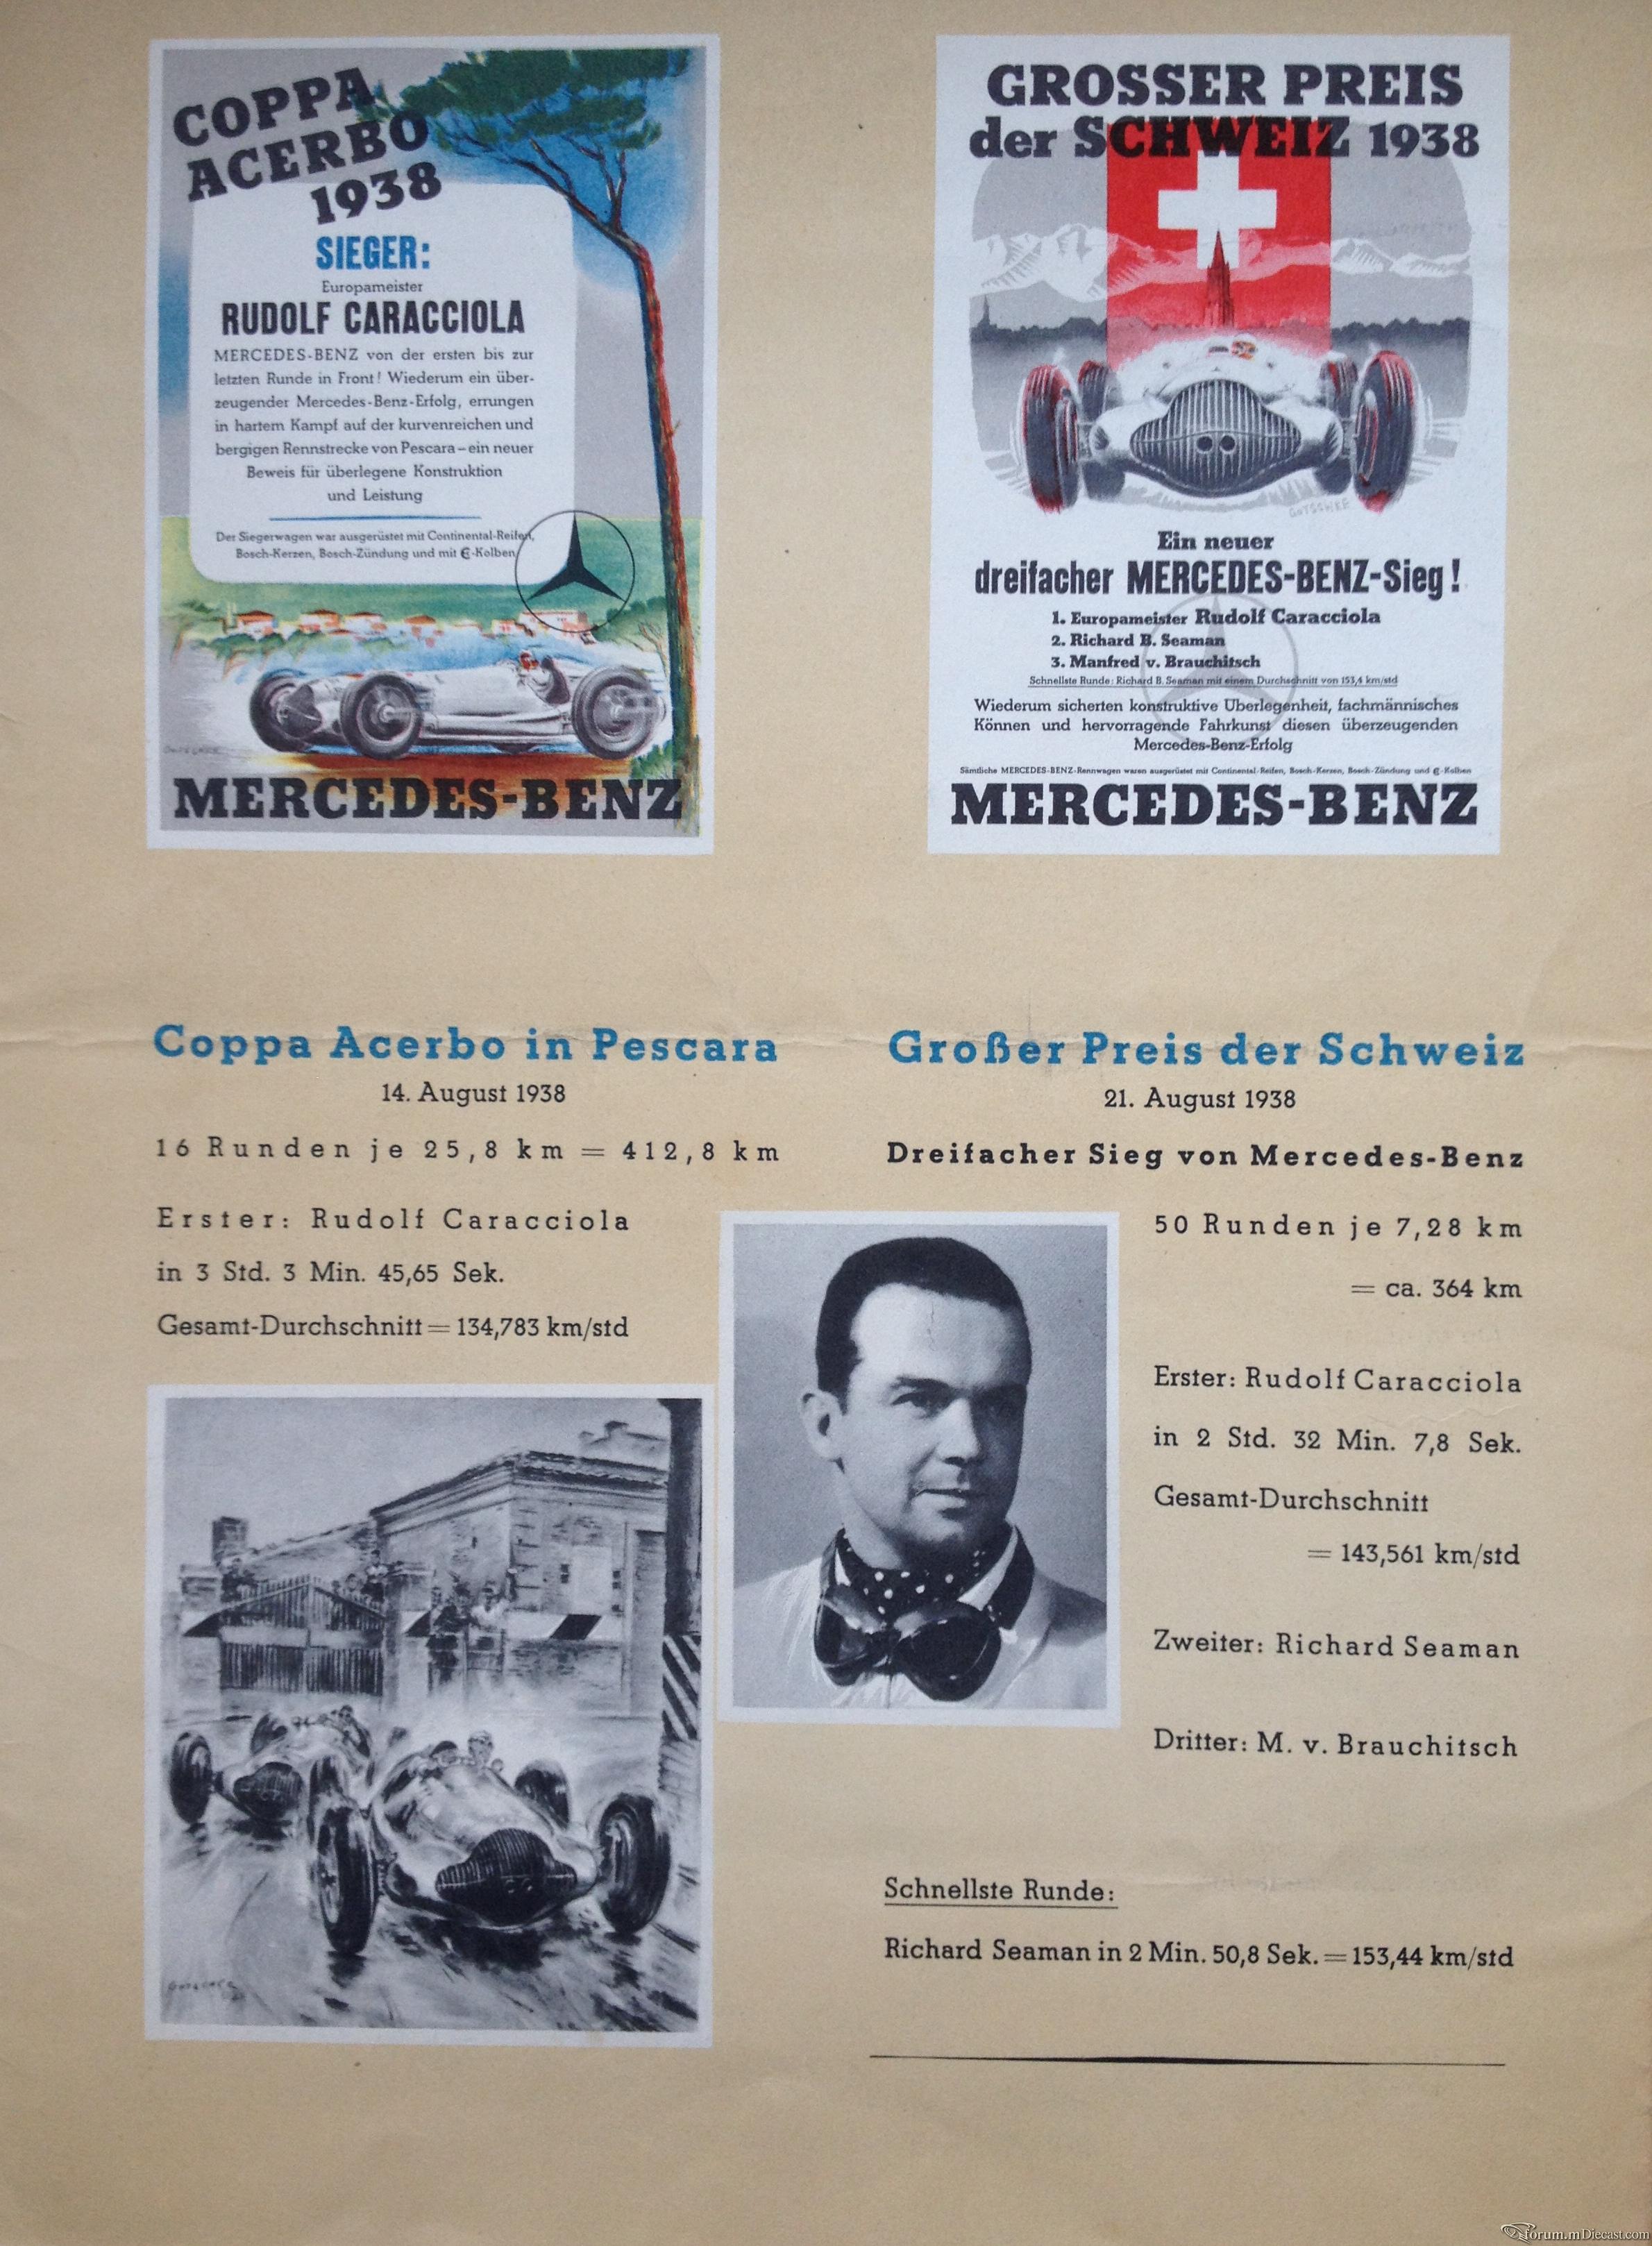 COPPA
ACERBO
1938
SIEGER:
Europameister
RUDOLF CARACCIOLA
MERCEDES-BENZ von der ersten bis zur
letzten Runde in Front! Wiederum ein über-
zeugender Mercedes-Benz-Erfolg, errungen
in hartem Kampf auf der kurvenreichen und
bergigen Rennstrecke von Pescara – ein neuer
Beweis für überlegene Konstruktion
und Leistung
Der Siegerwagen war ausgerüstet mit Continental-Reifen,
Bosch-Kerzen, Bosch-Zündung und mit EC-Kolben
MERCEDES-BENZ
GROSSER PREIS
der SCHWEIZ 1938
GOTSCHKE
Ein neuer
dreifacher MERCEDES-BENZ-Sieg!
1. Europameister Rudolf Caracciola
2. Richard B. Seaman
3. Manfred v. Brauchitsch
Schnellste Runde: Richard B. Seaman mit einem Durchschnitt von 153,4 km/std
Wiederum sicherten konstruktive Überlegenheit, fachmännisches
Können und hervorragende Fahrkunst diesen überzeugenden
Mercedes-Benz-Erfolg
Sämtliche MERCEDES-BENZ-Rennwagen waren ausgerüstet mit Continental-Reifen, Bosch-Kerzen, Bosch-Zündung und EC-Kolben
MERCEDES-BENZ
Coppa Acerbo in Pescara
14. August 1938
16 Runden je 25,8 km = 412,8 km
Erster: Rudolf Caracciola
in 3 Std. 3 Min. 45,65 Sek.
Gesamt-Durchschnitt = 134,783 km/std
Großer Preis der Schweiz
21. August 1938
Dreifacher Sieg von Mercedes-Benz
50 Runden je 7,28 km
= ca. 364 km
Erster: Rudolf Caracciola
in 2 Std. 32 Min. 7,8 Sek.
Gesamt-Durchschnitt
= 143,561 km/std
Zweiter: Richard Seaman
Dritter: M. v. Brauchitsch
Schnellste Runde:
Richard Seaman in 2 Min. 50,8 Sek. = 153,44 km/std
forum.mDiecast.com